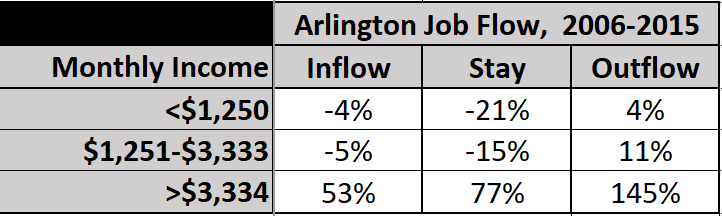 Arlington Job Flow, 2006-2015
Monthly Income Inflow Stay Outflow
<$1,250 -4% -21% 4%
$1,251-$3,333 -5% -15% 11%
>$3,334 53% 77% 145%